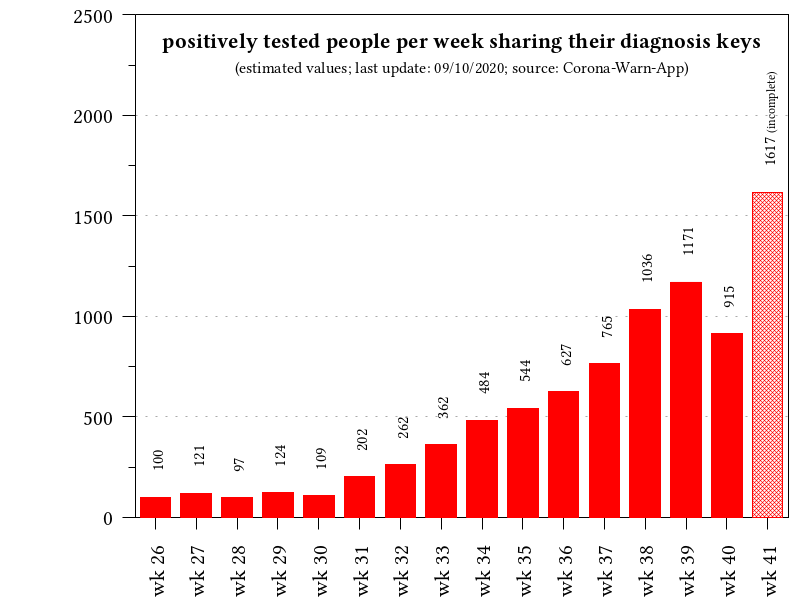 positively tested people per week sharing their diagnosis keys
(estimated values; last update: 09/10/2020; source: Corona-Warn-App)
2500
2000
1500
1000
500
0
100
121
97
124
109
202
262
362
484
544
627
765
1036
1171
915
1617 (incomplete)
wk 26
wk 27
wk 28
wk 29
wk 30
wk 31
wk 32
wk 33
wk 34
wk 35
wk 36
wk 37
wk 38
wk 39
wk 40
wk 41